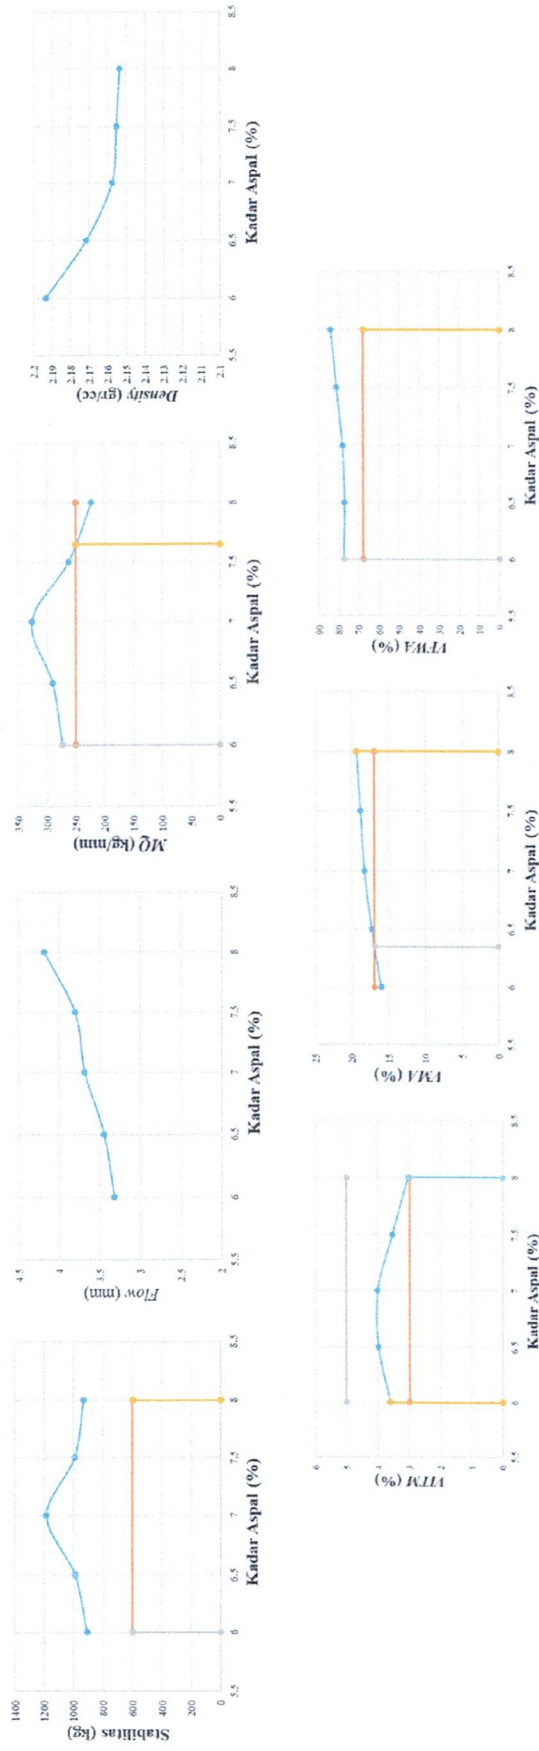 Stabilitas (kg)
1400
1200
1000
800
600
400
200
0
5.5 6 6.5 7 7.5 8 8.5
Kadar Aspal (%)
Flow (mm)
4.5
4
3.5
3
2.5
2
5.5 6 6.5 7 7.5 8 8.5
Kadar Aspal (%)
MQ (kg/mm)
350
300
250
200
150
100
50
0
5.5 6 6.5 7 7.5 8 8.5
Kadar Aspal (%)
Density (gr/cc)
2.2
2.19
2.18
2.17
2.16
2.15
2.14
2.13
2.12
2.11
2.1
5.5 6 6.5 7 7.5 8 8.5
Kadar Aspal (%)
VITM (%)
6
5
4
3
2
1
0
5.5 6 6.5 7 7.5 8 8.5
Kadar Aspal (%)
VMA (%)
25
20
15
10
5
0
5.5 6 6.5 7 7.5 8 8.5
Kadar Aspal (%)
VFWA (%)
90
80
70
60
50
40
30
20
10
0
5.5 6 6.5 7 7.5 8 8.5
Kadar Aspal (%)